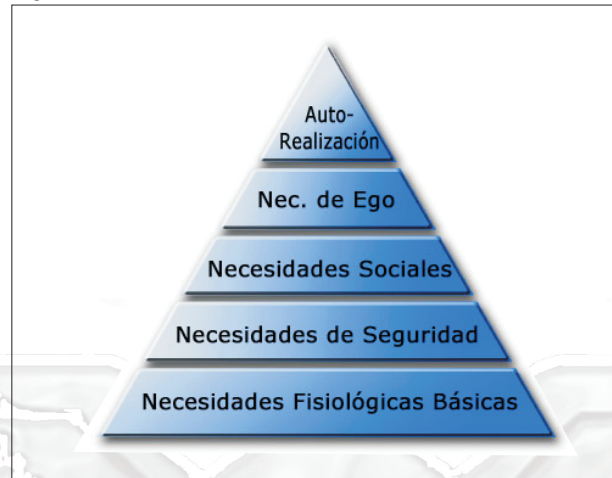 Auto-
Realización
Nec. de Ego
Necesidades Sociales
Necesidades de Seguridad
Necesidades Fisiológicas Básicas